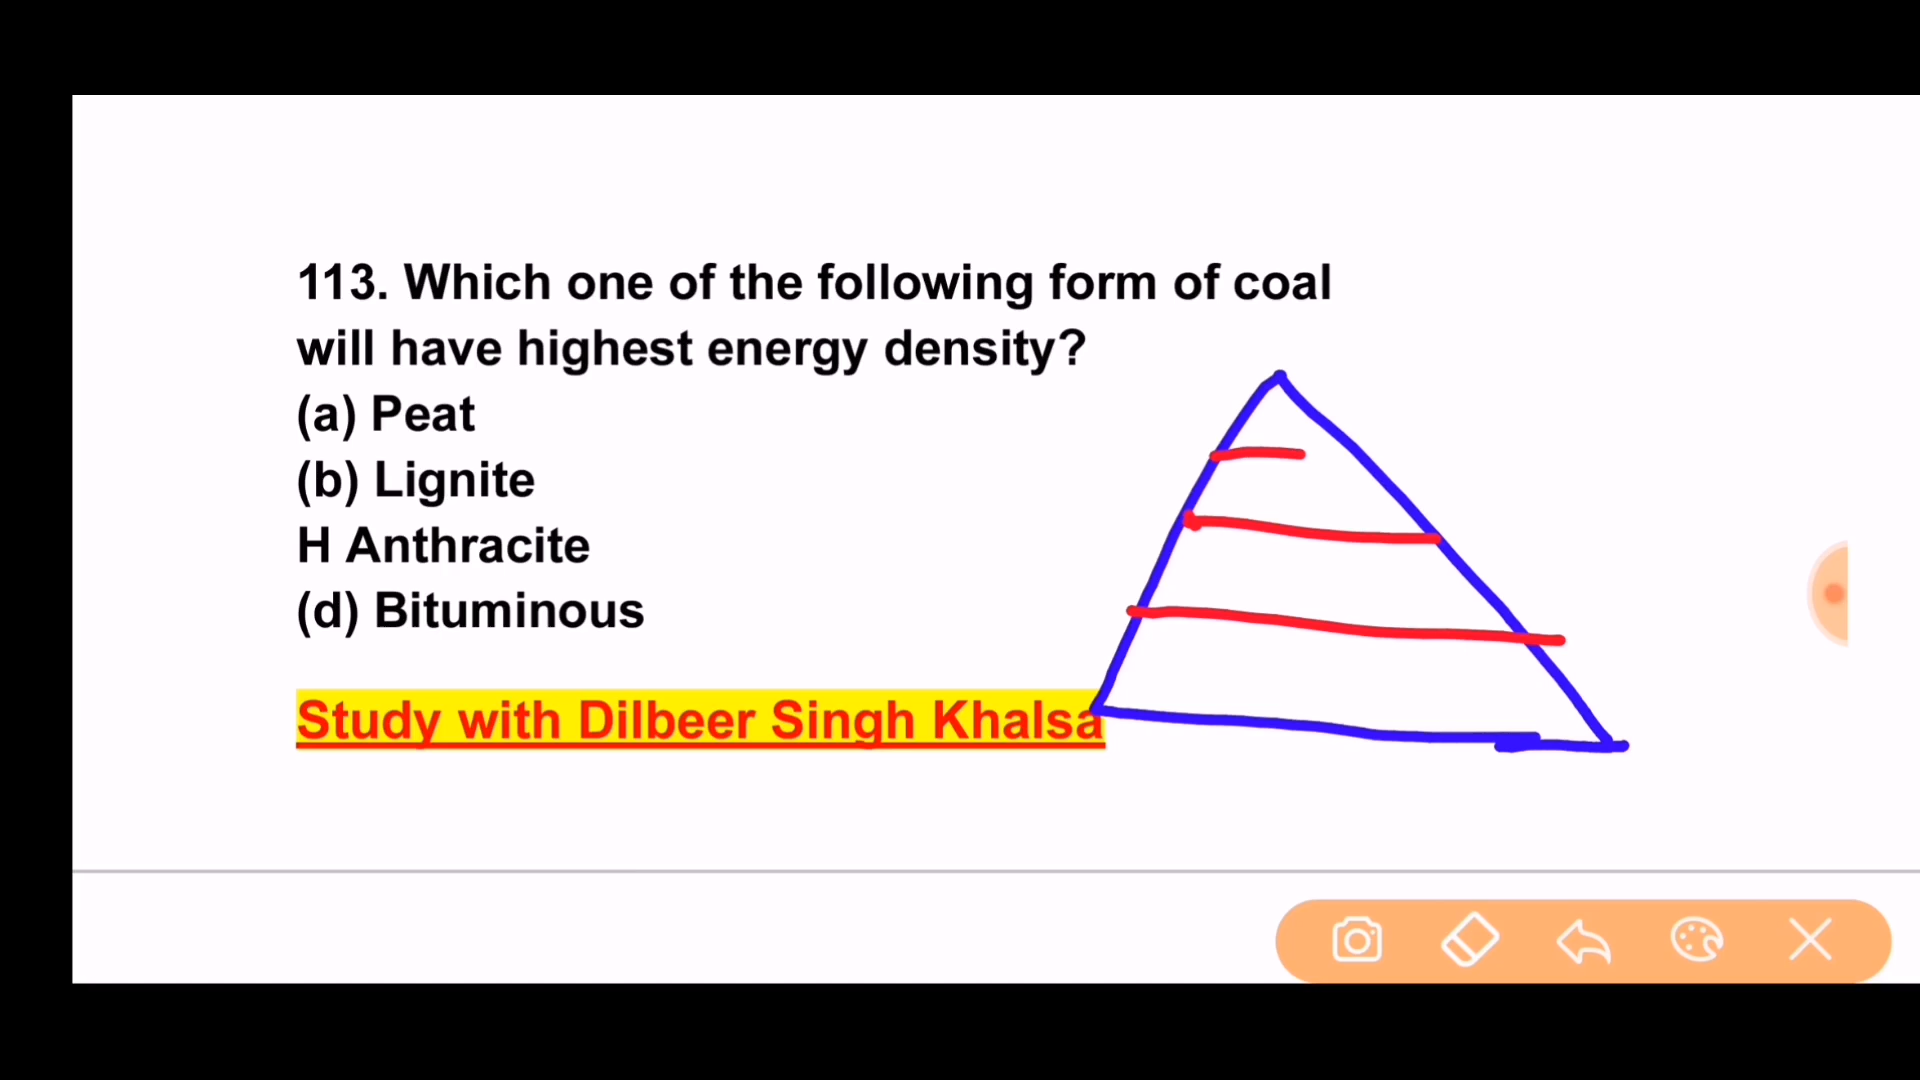 113. Which one of the following form of coal
will have highest energy density?
(a) Peat
(b) Lignite
H Anthracite
(d) Bituminous
Study with Dilbeer Singh Khalsa